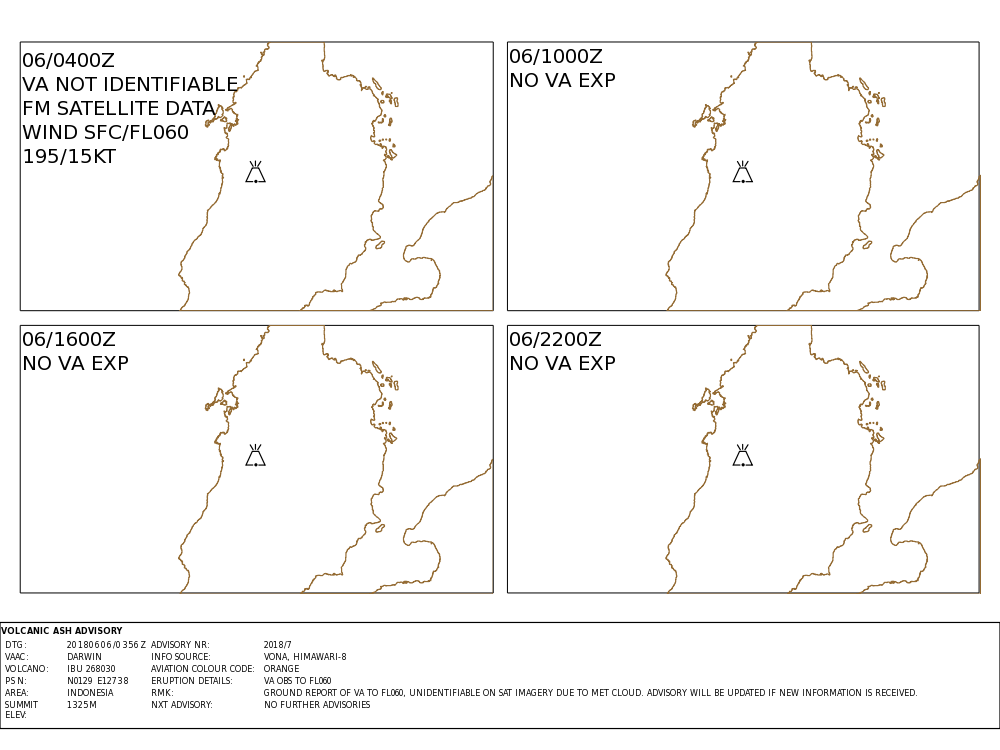 06/0400Z
VA NOT IDENTIFIABLE
FM SATELLITE DATA
WIND SFC/FL060
195/15KT
06/1000Z
NO VA EXP
06/1600Z
NO VA EXP
06/2200Z
NO VA EXP
VOLCANIC ASH ADVISORY
DTG: 20180606/0356Z ADVISORY NR: 2018/7
VAAC: DARWIN INFO SOURCE: VONA, HIMAWARI-8
VOLCANO: IBU 268030 AVIATION COLOUR CODE: ORANGE
PSN: N0129 E12738 ERUPTION DETAILS: VA OBS TO FL060
AREA: INDONESIA RMK: GROUND REPORT OF VA TO FL060, UNIDENTIFIABLE ON SAT IMAGERY DUE TO MET CLOUD. ADVISORY WILL BE UPDATED IF NEW INFORMATION IS RECEIVED.
SUMMIT 1325M NXT ADVISORY: NO FURTHER ADVISORIES
ELEV: